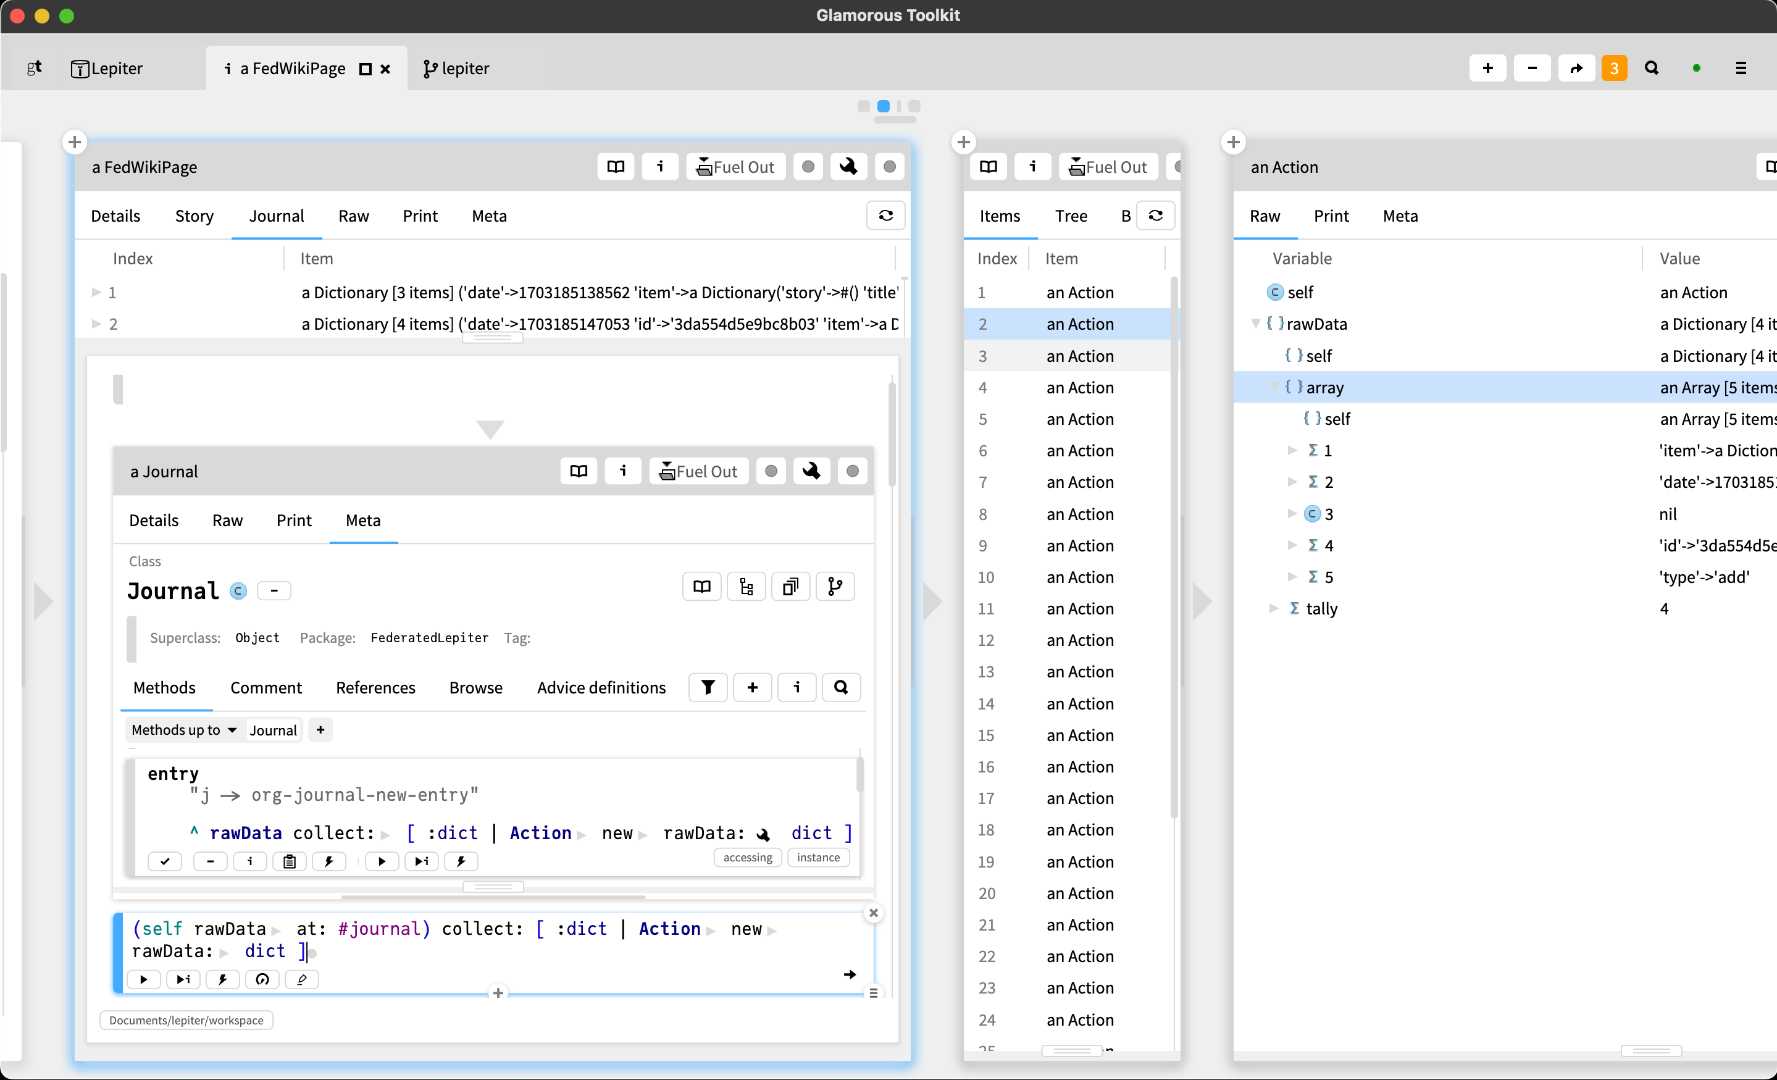 Glamorous Toolkit
gt
Lepiter
i a FedWikiPage
lepiter
3
a FedWikiPage
i
Fuel Out
Details Story Journal Raw Print Meta
Index Item
1 a Dictionary [3 items] ('date'->1703185138562 'item'->a Dictionary('story'->#() 'title'
2 a Dictionary [4 items] ('date'->1703185147053 'id'->'3da554d5e9bc8b03' 'item'->a D
a Journal
i
Fuel Out
Details Raw Print Meta
Class
Journal C -
Superclass: Object Package: FederatedLepiter Tag:
Methods Comment References Browse Advice definitions
+ i
Methods up to Journal +
entry
"j -> org-journal-new-entry"
^ rawData collect: [ :dict | Action new rawData: dict ]
accessing instance
(self rawData at: #journal) collect: [ :dict | Action new
rawData: dict ]
Documents/lepiter/workspace
i
Fuel Out
Items Tree B
Index Item
1 an Action
2 an Action
3 an Action
4 an Action
5 an Action
6 an Action
7 an Action
8 an Action
9 an Action
10 an Action
11 an Action
12 an Action
13 an Action
14 an Action
15 an Action
16 an Action
17 an Action
18 an Action
19 an Action
20 an Action
21 an Action
22 an Action
23 an Action
24 an Action
an Action
Raw Print Meta
Variable Value
C self an Action
{ } rawData a Dictionary [4 it
{ } self a Dictionary [4 it
{ } array an Array [5 items
{ } self an Array [5 items
Σ 1 'item'->a Diction
Σ 2 'date'->1703185
C 3 nil
Σ 4 'id'->'3da554d5e
Σ 5 'type'->'add'
Σ tally 4